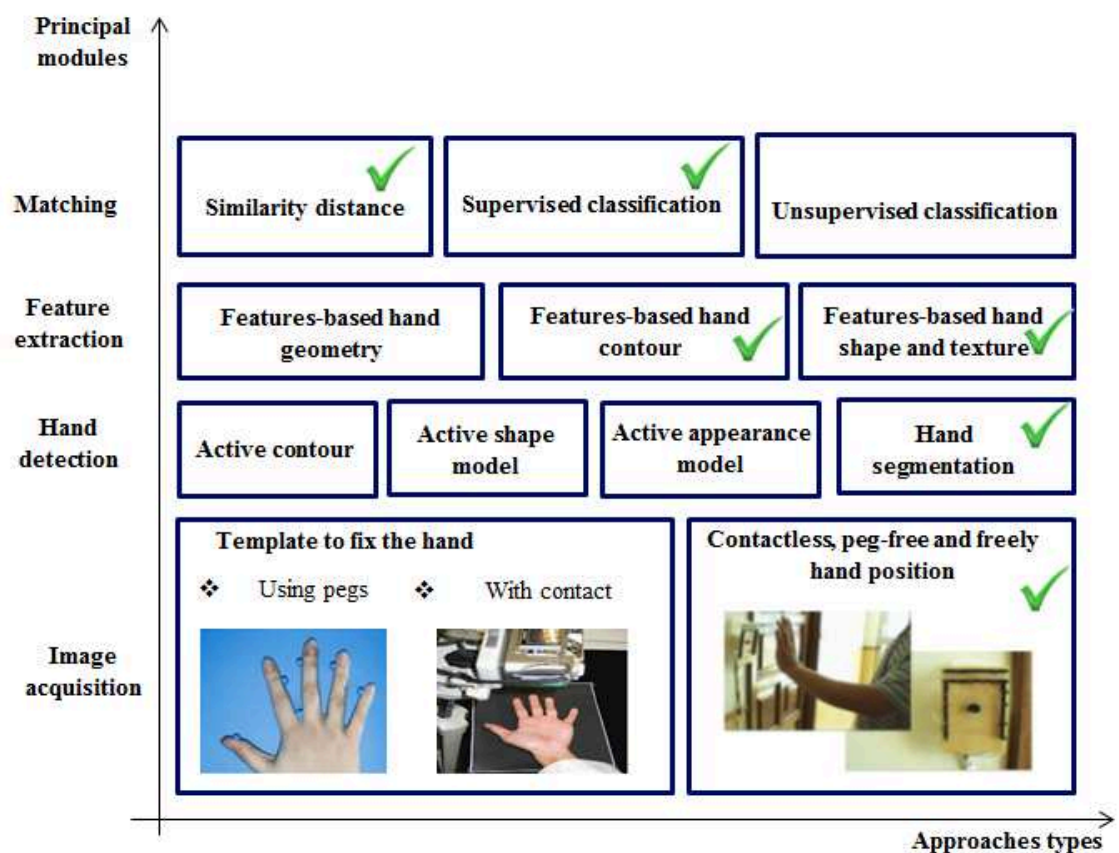 Principal
modules
Matching
Similarity distance
Supervised classification
Unsupervised classification
Feature
extraction
Features-based hand
geometry
Features-based hand
contour
Features-based hand
shape and texture
Hand
detection
Active contour
Active shape
model
Active appearance
model
Hand
segmentation
Image
acquisition
Template to fix the hand
❖ Using pegs
❖ With contact
Contactless, peg-free and freely
hand position
Approaches types